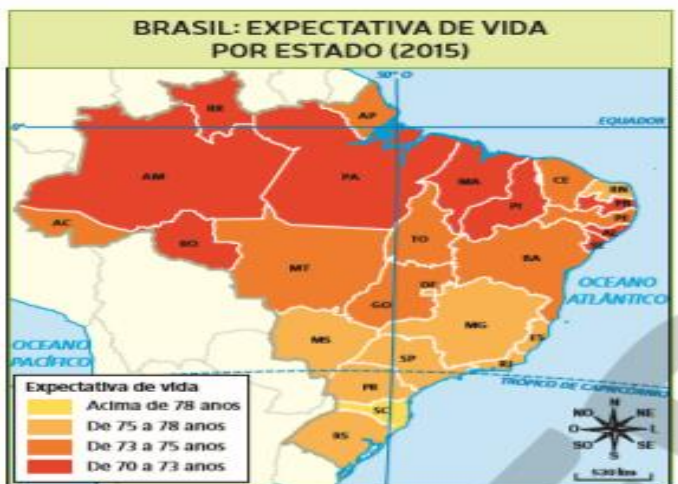 BRASIL: EXPECTATIVA DE VIDA
POR ESTADO (2015)
50° O
RR
AP
0°
EQUADOR
AM
PA
MA
CE
RN
PB
PE
AL
SE
PI
AC
RO
TO
BA
MT
DF
GO
OCEANO
ATLÂNTICO
MG
ES
MS
SP
RJ
OCEANO
PACÍFICO
TRÓPICO DE CAPRICÓRNIO
PR
SC
RS
Expectativa de vida
Acima de 78 anos
De 75 a 78 anos
De 73 a 75 anos
De 70 a 73 anos
N
NO NE
O L
SO SE
S
530 km